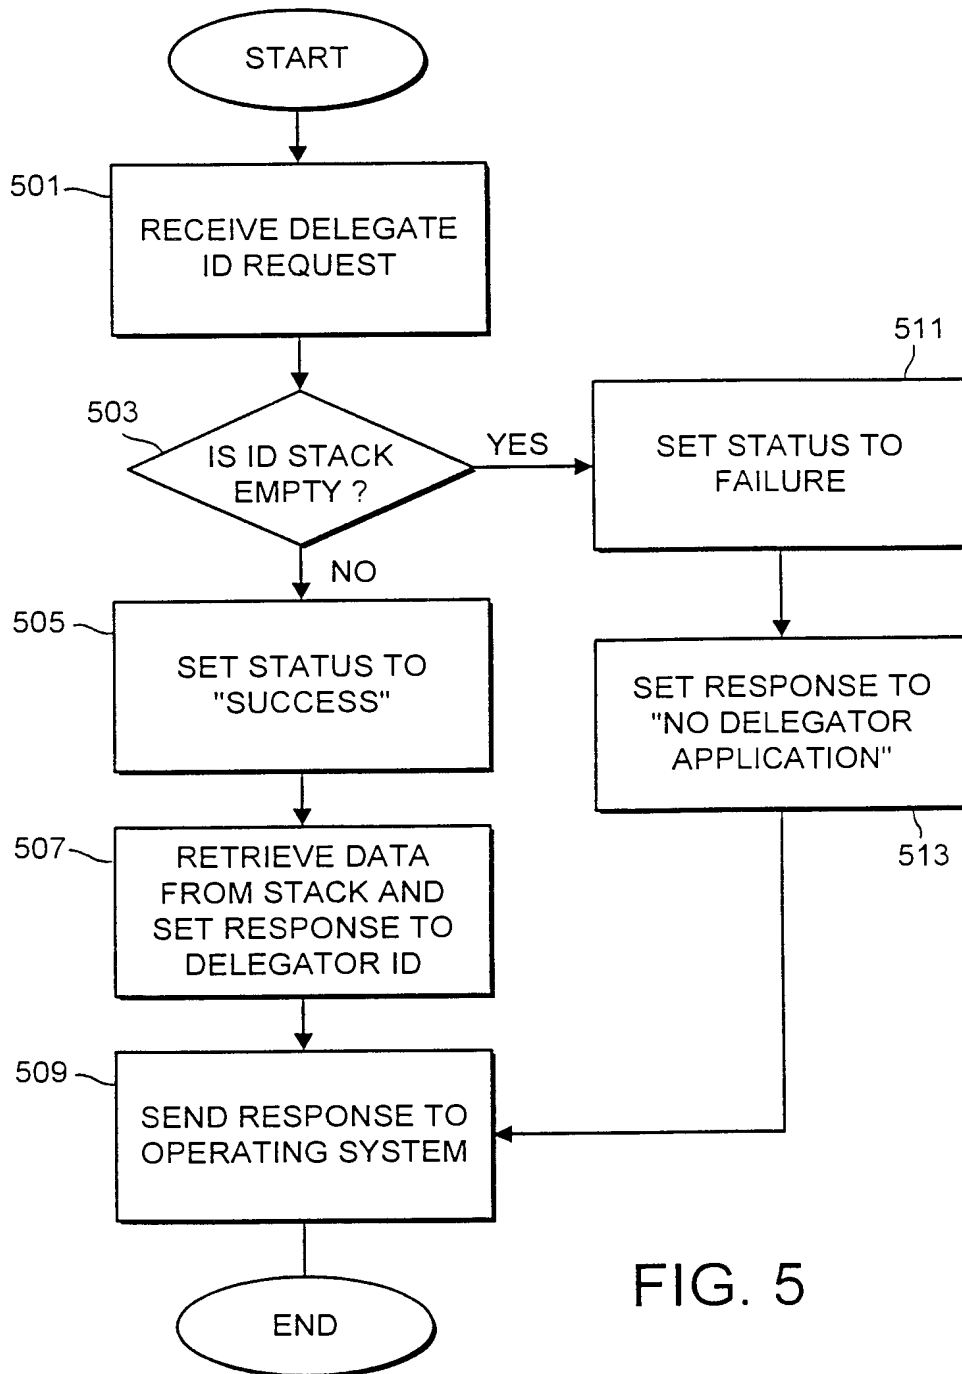 START
501
RECEIVE DELEGATE
ID REQUEST
503
IS ID STACK
EMPTY ?
YES
NO
511
SET STATUS TO
FAILURE
505
SET STATUS TO
"SUCCESS"
SET RESPONSE TO
"NO DELEGATOR
APPLICATION"
513
507
RETRIEVE DATA
FROM STACK AND
SET RESPONSE TO
DELEGATOR ID
509
SEND RESPONSE TO
OPERATING SYSTEM
END
FIG. 5